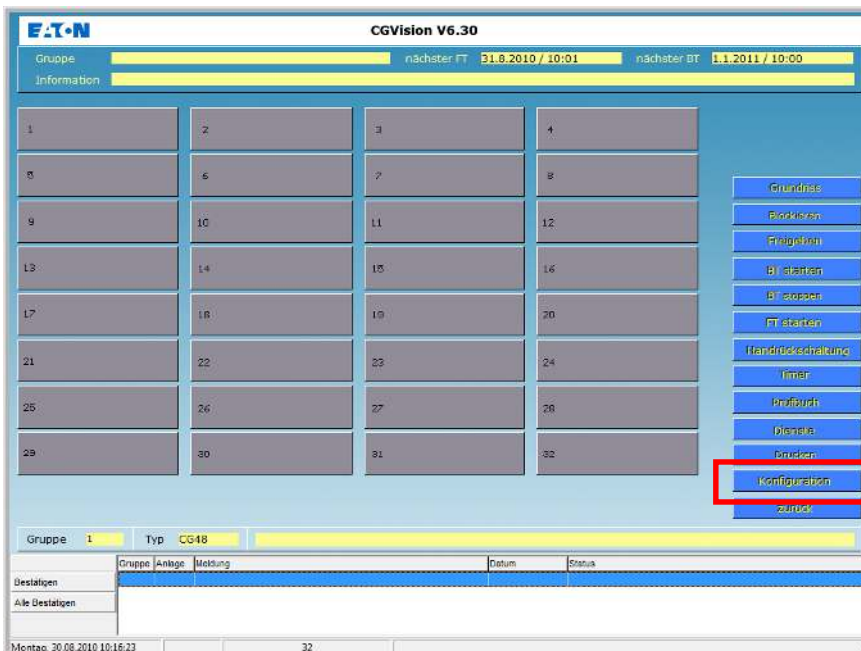 EATON CGVision V6.30
Gruppe nächster FT 31.8.2010 / 10:01 nächster BT 1.1.2011 / 10:00
Information
1 2 3 4
5 6 7 8
9 10 11 12
13 14 15 16
17 18 19 20
21 22 23 24
25 26 27 28
29 30 31 32
Grundriss
Blockieren
Freigeben
BT starten
BT stoppen
FT starten
Handrückschaltung
Timer
Prüfbuch
Dienste
Drucken
Konfiguration
zurück
Gruppe 1 Typ CG48
Gruppe Anlage Meldung Datum Status
Bestätigen
Alle Bestätigen
Montag, 30.08.2010 10:16:23 32